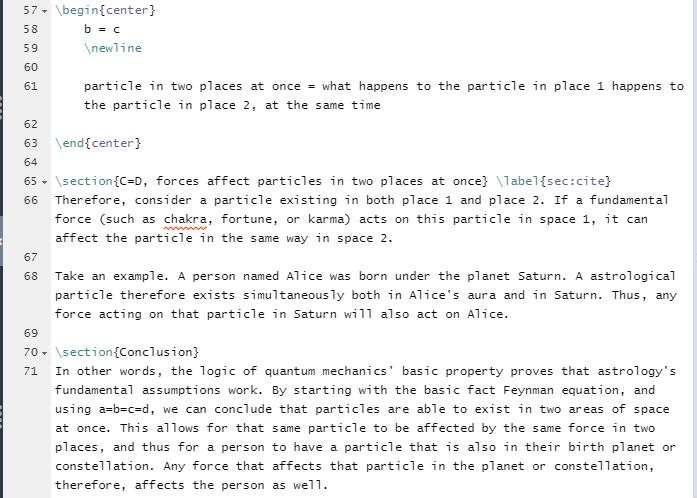 57 \begin{center}
58 b = c
59 \newline
60
61 particle in two places at once = what happens to the particle in place 1 happens to
the particle in place 2, at the same time
62
63 \end{center}
64
65 \section{C=D, forces affect particles in two places at once} \label{sec:cite}
66 Therefore, consider a particle existing in both place 1 and place 2. If a fundamental
force (such as chakra, fortune, or karma) acts on this particle in space 1, it can
affect the particle in the same way in space 2.
67
68 Take an example. A person named Alice was born under the planet Saturn. A astrological
particle therefore exists simultaneously both in Alice's aura and in Saturn. Thus, any
force acting on that particle in Saturn will also act on Alice.
69
70 \section{Conclusion}
71 In other words, the logic of quantum mechanics' basic property proves that astrology's
fundamental assumptions work. By starting with the basic fact Feynman equation, and
using a=b=c=d, we can conclude that particles are able to exist in two areas of space
at once. This allows for that same particle to be affected by the same force in two
places, and thus for a person to have a particle that is also in their birth planet or
constellation. Any force that affects that particle in the planet or constellation,
therefore, affects the person as well.